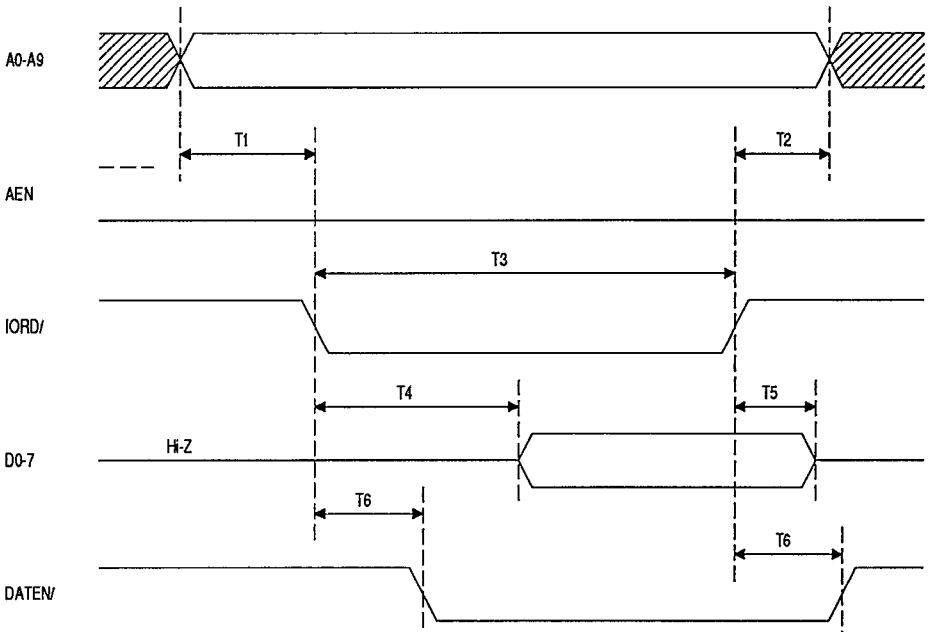 A0-A9
T1
T2
AEN
T3
IORD/
T4
T5
D0-7
Hi-Z
T6
T6
DATEN/